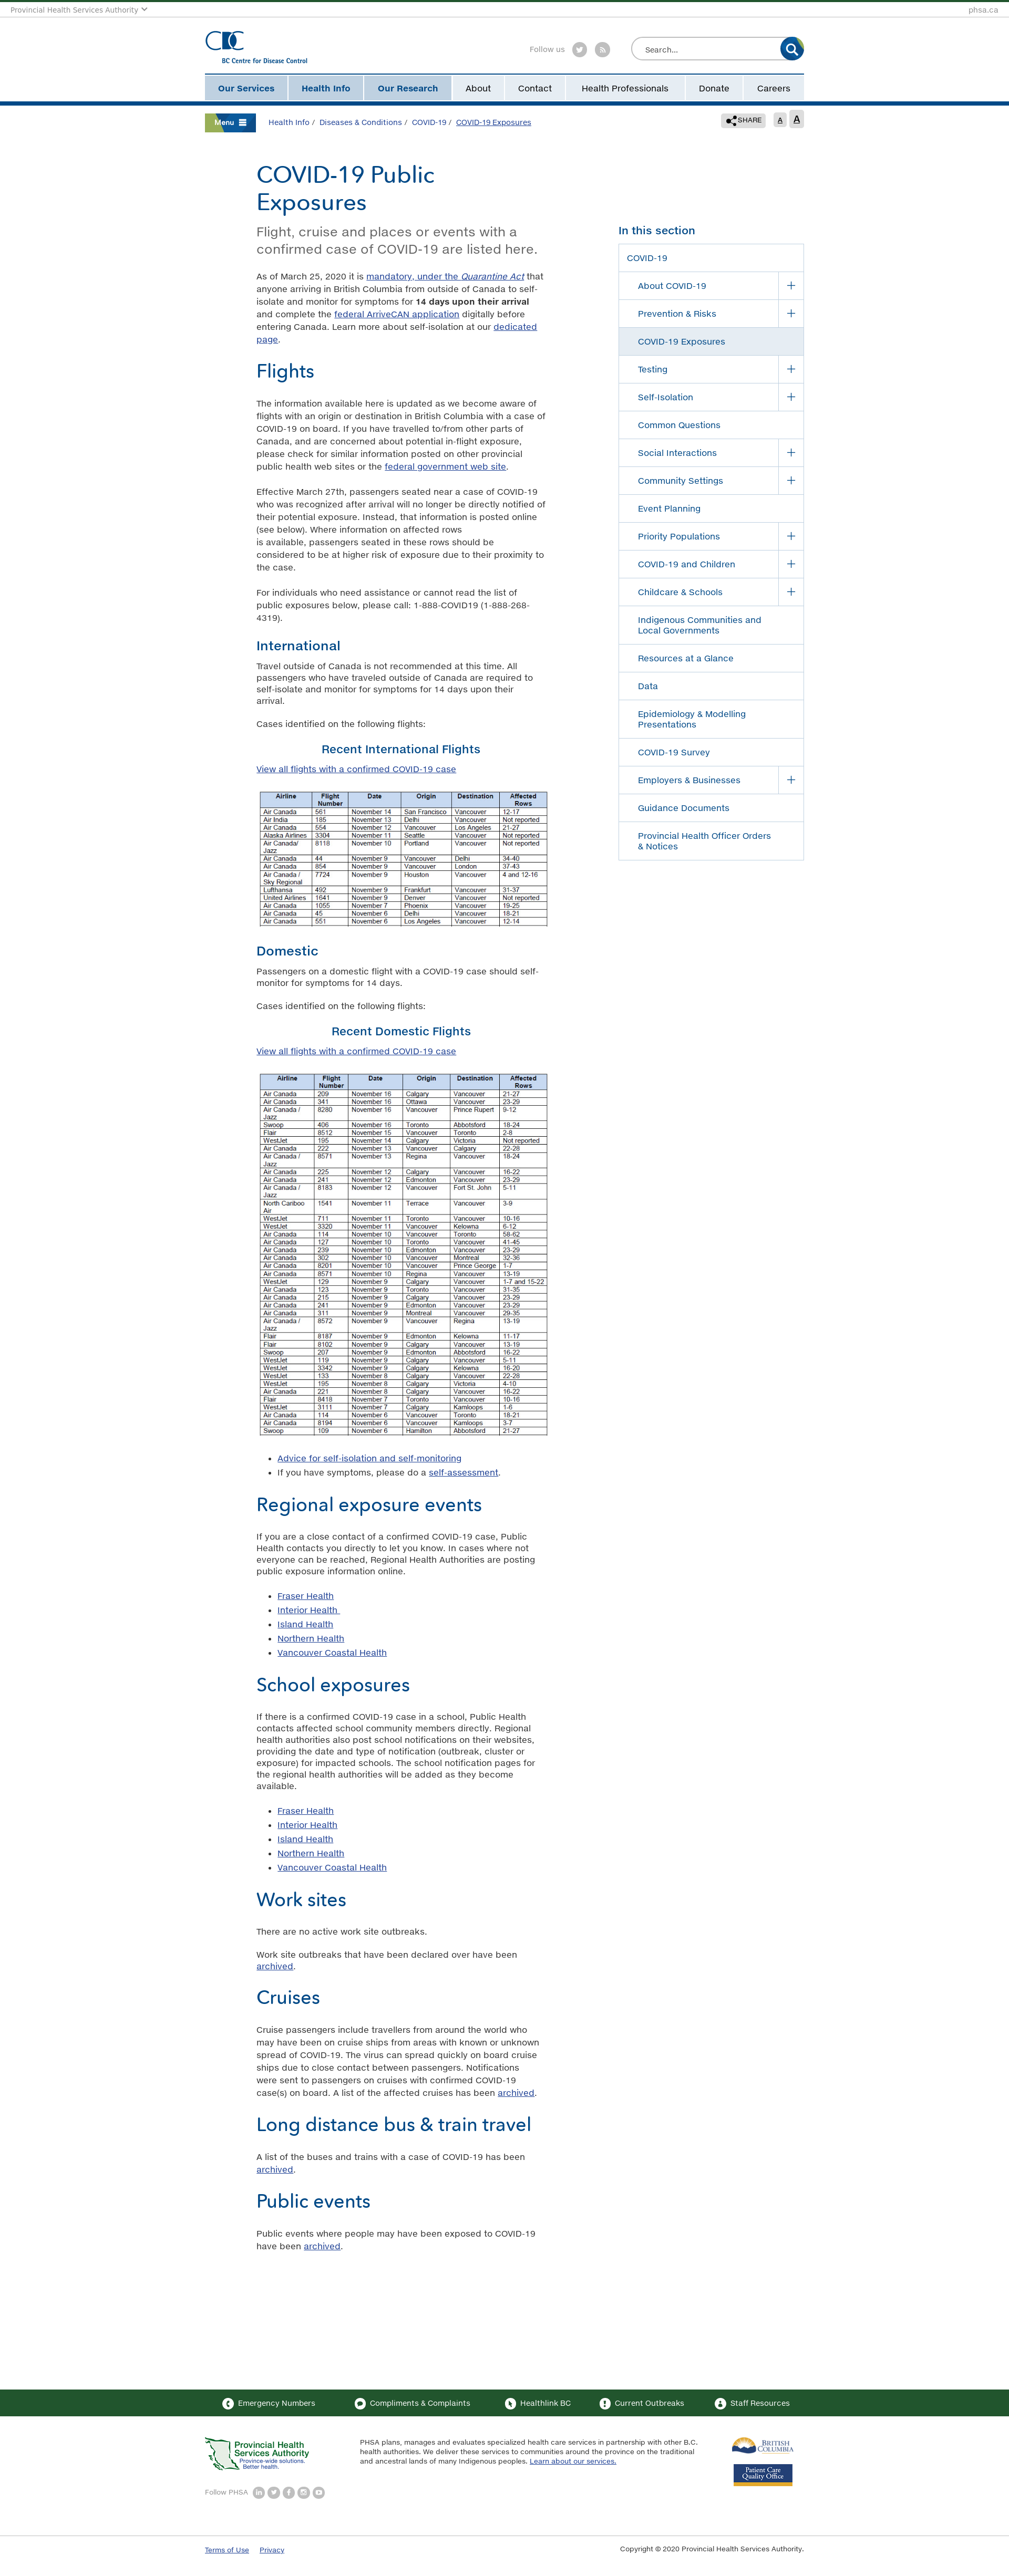 Provincial Health Services Authority
phsa.ca
BC Centre for Disease Control
Follow us
Search...
Our Services Health Info Our Research About Contact Health Professionals Donate Careers
Menu
Health Info / Diseases & Conditions / COVID-19 / COVID-19 Exposures
SHARE A A
COVID-19 Public
Exposures
Flight, cruise and places or events with a
confirmed case of COVID-19 are listed here.
As of March 25, 2020 it is mandatory, under the Quarantine Act that
anyone arriving in British Columbia from outside of Canada to self-
isolate and monitor for symptoms for 14 days upon their arrival
and complete the federal ArriveCAN application digitally before
entering Canada. Learn more about self-isolation at our dedicated
page.
Flights
The information available here is updated as we become aware of
flights with an origin or destination in British Columbia with a case of
COVID-19 on board. If you have travelled to/from other parts of
Canada, and are concerned about potential in-flight exposure,
please check for similar information posted on other provincial
public health web sites or the federal government web site.
Effective March 27th, passengers seated near a case of COVID-19
who was recognized after arrival will no longer be directly notified of
their potential exposure. Instead, that information is posted online
(see below). Where information on affected rows
is available, passengers seated in these rows should be
considered to be at higher risk of exposure due to their proximity to
the case.
For individuals who need assistance or cannot read the list of
public exposures below, please call: 1-888-COVID19 (1-888-268-
4319).
International
Travel outside of Canada is not recommended at this time. All
passengers who have traveled outside of Canada are required to
self-isolate and monitor for symptoms for 14 days upon their
arrival.
Cases identified on the following flights:
Recent International Flights
View all flights with a confirmed COVID-19 case
Airline Flight Number Date Origin Destination Affected Rows
Air Canada 561 November 14 San Francisco Vancouver 12-17
Air India 185 November 13 Delhi Vancouver Not reported
Air Canada 554 November 12 Vancouver Los Angeles 21-27
Alaska Airlines 3304 November 11 Seattle Vancouver Not reported
Air Canada/ Jazz 8118 November 10 Portland Vancouver Not reported
Air Canada 44 November 9 Vancouver Delhi 34-40
Air Canada 854 November 9 Vancouver London 37-43
Air Canada / Sky Regional 7724 November 9 Houston Vancouver 4 and 12-16
Lufthansa 492 November 9 Frankfurt Vancouver 31-37
United Airlines 1641 November 9 Denver Vancouver Not reported
Air Canada 1055 November 7 Phoenix Vancouver 19-25
Air Canada 45 November 6 Delhi Vancouver 18-21
Air Canada 551 November 6 Los Angeles Vancouver 12-14
Domestic
Passengers on a domestic flight with a COVID-19 case should self-
monitor for symptoms for 14 days.
Cases identified on the following flights:
Recent Domestic Flights
View all flights with a confirmed COVID-19 case
Airline Flight Number Date Origin Destination Affected Rows
Air Canada 209 November 16 Calgary Vancouver 21-27
Air Canada 341 November 16 Ottawa Vancouver 23-29
Air Canada / Jazz 8280 November 16 Vancouver Prince Rupert 9-12
Swoop 406 November 16 Toronto Abbotsford 18-24
Flair 8512 November 15 Vancouver Toronto 2-8
WestJet 195 November 14 Calgary Victoria Not reported
Air Canada 222 November 13 Vancouver Calgary 22-28
Air Canada / Jazz 8571 November 13 Regina Vancouver 18-24
Air Canada 225 November 12 Calgary Vancouver 16-22
Air Canada 241 November 12 Edmonton Vancouver 23-29
Air Canada / Jazz 8183 November 12 Vancouver Fort St. John 5-11
North Cariboo Air 1541 November 11 Terrace Vancouver 3-9
WestJet 711 November 11 Toronto Vancouver 10-16
WestJet 3320 November 11 Vancouver Kelowna 6-12
Air Canada 114 November 10 Vancouver Toronto 58-62
Air Canada 127 November 10 Toronto Vancouver 41-45
Air Canada 239 November 10 Edmonton Vancouver 23-29
Air Canada 302 November 10 Vancouver Montreal 32-36
Air Canada 8201 November 10 Vancouver Prince George 1-7
Air Canada 8571 November 10 Regina Vancouver 13-19
WestJet 129 November 9 Calgary Vancouver 1-7 and 15-22
WestJet 123 November 9 Toronto Vancouver 31-35
Air Canada 215 November 9 Calgary Vancouver 23-29
Air Canada 241 November 9 Edmonton Vancouver 23-29
Air Canada 311 November 9 Montreal Vancouver 29-35
Air Canada / Jazz 8572 November 9 Vancouver Regina 13-19
Flair 8187 November 9 Edmonton Kelowna 11-17
Flair 8102 November 9 Calgary Vancouver 13-19
Swoop 207 November 9 Edmonton Abbotsford 16-22
WestJet 119 November 9 Calgary Vancouver 5-11
WestJet 3342 November 9 Calgary Kelowna 16-20
WestJet 133 November 8 Calgary Vancouver 22-28
WestJet 195 November 8 Calgary Victoria 4-10
Air Canada 221 November 8 Calgary Vancouver 16-22
Flair 8418 November 7 Toronto Vancouver 10-16
WestJet 3111 November 7 Calgary Kamloops 1-6
Air Canada 114 November 6 Vancouver Toronto 18-21
Air Canada 8194 November 6 Vancouver Kamloops 3-7
Swoop 109 November 6 Hamilton Abbotsford 21-27
Advice for self-isolation and self-monitoring
If you have symptoms, please do a self-assessment.
Regional exposure events
If you are a close contact of a confirmed COVID-19 case, Public
Health contacts you directly to let you know. In cases where not
everyone can be reached, Regional Health Authorities are posting
public exposure information online.
Fraser Health
Interior Health
Island Health
Northern Health
Vancouver Coastal Health
School exposures
If there is a confirmed COVID-19 case in a school, Public Health
contacts affected school community members directly. Regional
health authorities also post school notifications on their websites,
providing the date and type of notification (outbreak, cluster or
exposure) for impacted schools. The school notification pages for
the regional health authorities will be added as they become
available.
Fraser Health
Interior Health
Island Health
Northern Health
Vancouver Coastal Health
Work sites
There are no active work site outbreaks.
Work site outbreaks that have been declared over have been
archived.
Cruises
Cruise passengers include travellers from around the world who
may have been on cruise ships from areas with known or unknown
spread of COVID-19. The virus can spread quickly on board cruise
ships due to close contact between passengers. Notifications
were sent to passengers on cruises with confirmed COVID-19
case(s) on board. A list of the affected cruises has been archived.
Long distance bus & train travel
A list of the buses and trains with a case of COVID-19 has been
archived.
Public events
Public events where people may have been exposed to COVID-19
have been archived.
In this section
COVID-19
About COVID-19
Prevention & Risks
COVID-19 Exposures
Testing
Self-Isolation
Common Questions
Social Interactions
Community Settings
Event Planning
Priority Populations
COVID-19 and Children
Childcare & Schools
Indigenous Communities and
Local Governments
Resources at a Glance
Data
Epidemiology & Modelling
Presentations
COVID-19 Survey
Employers & Businesses
Guidance Documents
Provincial Health Officer Orders
& Notices
Emergency Numbers Compliments & Complaints Healthlink BC Current Outbreaks Staff Resources
Provincial Health
Services Authority
Province-wide solutions.
Better health.
PHSA plans, manages and evaluates specialized health care services in partnership with other B.C.
health authorities. We deliver these services to communities around the province on the traditional
and ancestral lands of many Indigenous peoples. Learn about our services.
BRITISH
COLUMBIA
Patient Care
Quality Office
Follow PHSA
Terms of Use Privacy
Copyright © 2020 Provincial Health Services Authority.